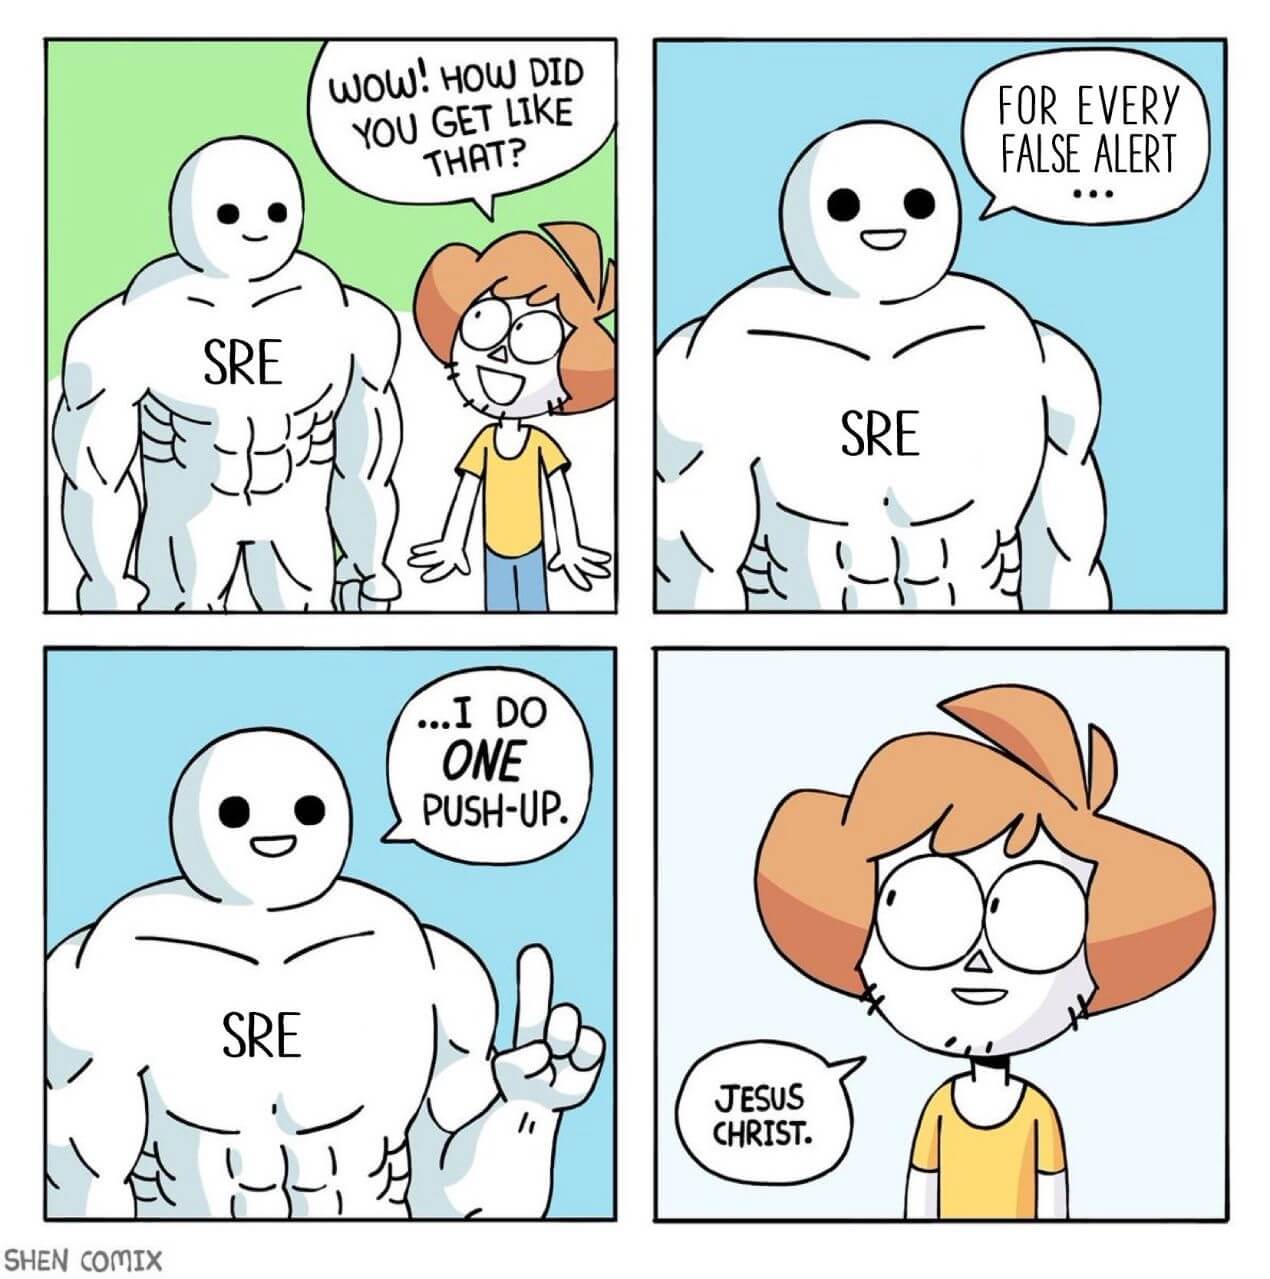 WOW! HOW DID
YOU GET LIKE
THAT?
SRE
FOR EVERY
FALSE ALERT
...
SRE
...I DO
ONE
PUSH-UP.
SRE
JESUS
CHRIST.
SHEN COMIX